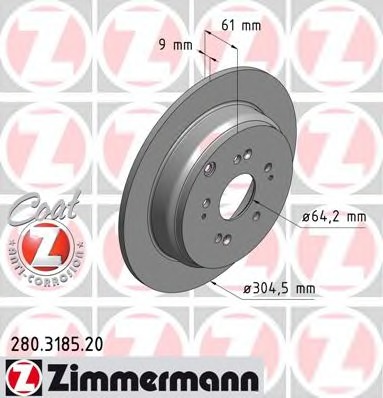 61 mm
9 mm
ø64,2 mm
ø304,5 mm
Coat
Z
ANTI-CORROSION
280.3185.20
Z Zimmermann